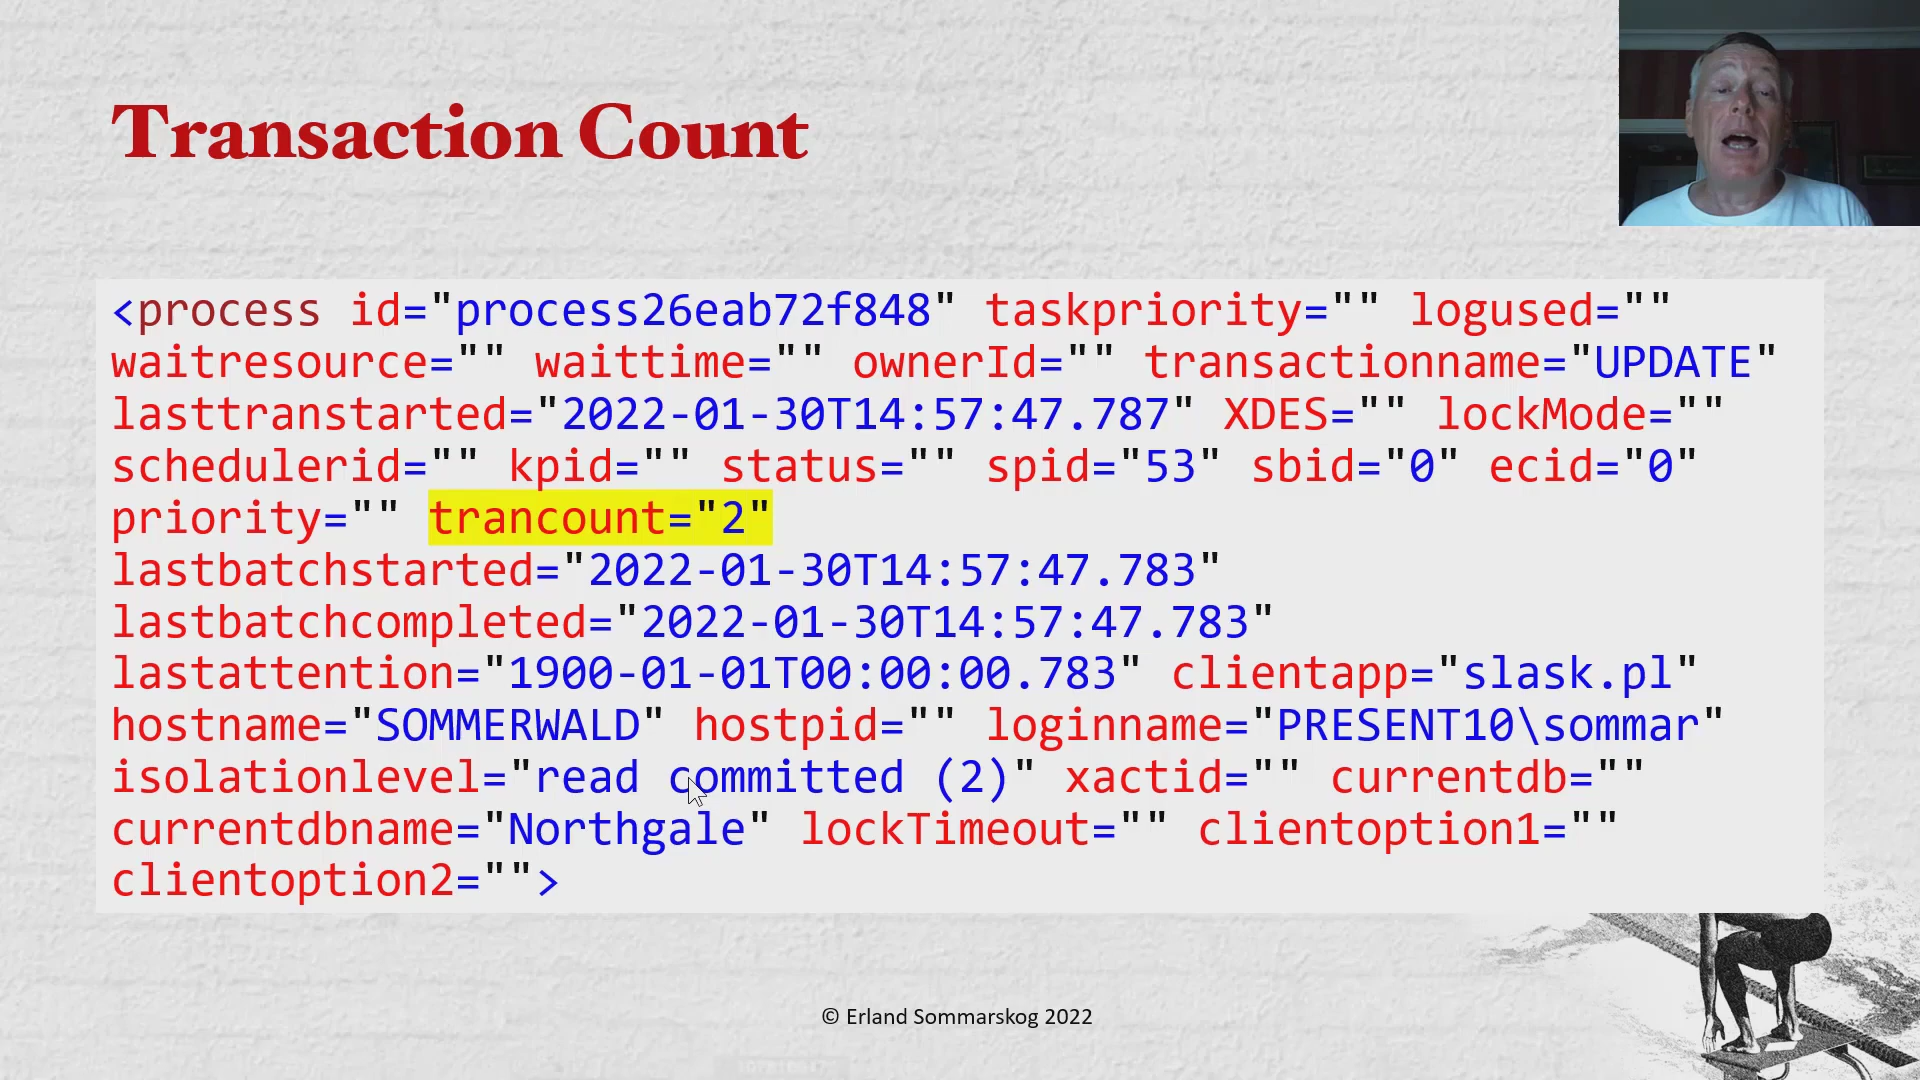 Transaction Count
<process id="process26eab72f848" taskpriority="" logused=""
waitresource="" waittime="" ownerId="" transactionname="UPDATE"
lasttranstarted="2022-01-30T14:57:47.787" XDES="" lockMode=""
schedulerid="" kpid="" status="" spid="53" sbid="0" ecid="0"
priority="" trancount="2"
lastbatchstarted="2022-01-30T14:57:47.783"
lastbatchcompleted="2022-01-30T14:57:47.783"
lastattention="1900-01-01T00:00:00.783" clientapp="slask.pl"
hostname="SOMMERWALD" hostpid="" loginname="PRESENT10\sommar"
isolationlevel="read committed (2)" xactid="" currentdb=""
currentdbname="Northgale" lockTimeout="" clientoption1=""
clientoption2="">
© Erland Sommarskog 2022